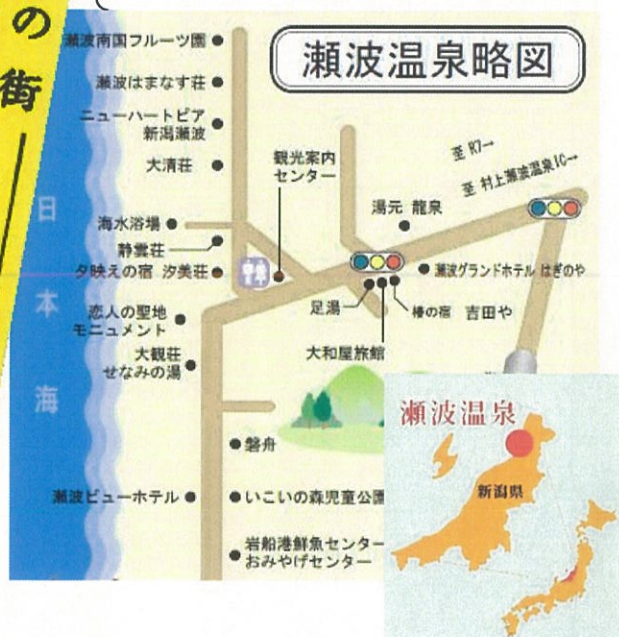 の街
瀬波温泉略図
瀬波南国フルーツ園
瀬波はまなす荘
ニューハートピア
新潟瀬波
大清荘
観光案内
センター
至 R7→
至 村上瀬波温泉IC→
湯元 龍泉
海水浴場
静雲荘
夕映えの宿 汐美荘
瀬波グランドホテル はぎのや
足湯
椿の宿 吉田や
大和屋旅館
恋人の聖地
モニュメント
大観荘
せなみの湯
日本海
磐舟
瀬波ビューホテル
いこいの森児童公園
岩船港鮮魚センター
おみやげセンター
瀬波温泉
新潟県